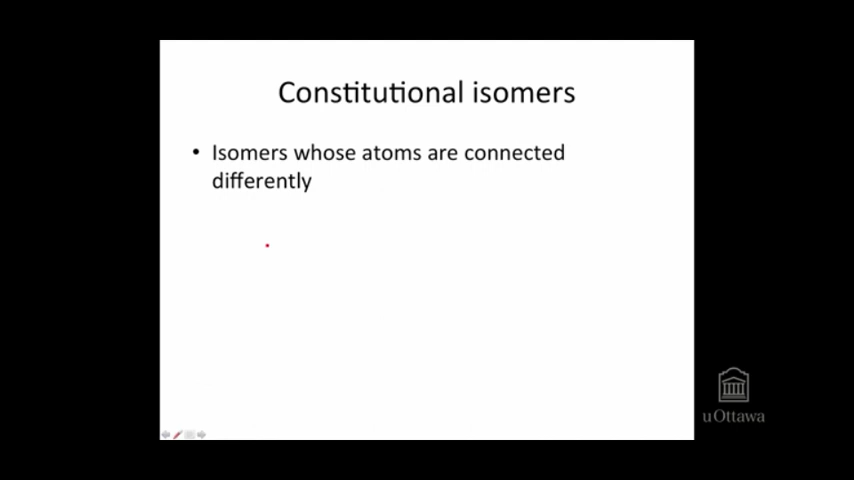 Constitutional isomers
• Isomers whose atoms are connected
differently
uOttawa